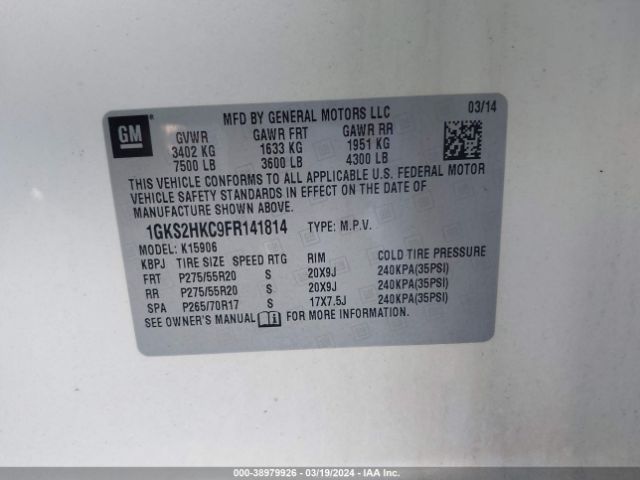 GM
MFD BY GENERAL MOTORS LLC 03/14
GVWR GAWR FRT GAWR RR
3402 KG 1633 KG 1951 KG
7500 LB 3600 LB 4300 LB
THIS VEHICLE CONFORMS TO ALL APPLICABLE U.S. FEDERAL MOTOR
VEHICLE SAFETY STANDARDS IN EFFECT ON THE DATE OF
MANUFACTURE SHOWN ABOVE.
1GKS2HKC9FR141814 TYPE: M.P.V.
MODEL: K15906
KBPJ TIRE SIZE SPEED RTG RIM COLD TIRE PRESSURE
FRT P275/55R20 S 20X9J 240KPA(35PSI)
RR P275/55R20 S 20X9J 240KPA(35PSI)
SPA P265/70R17 S 17X7.5J 240KPA(35PSI)
SEE OWNER'S MANUAL FOR MORE INFORMATION.
000-38979926 - 03/19/2024 - IAAI.COM